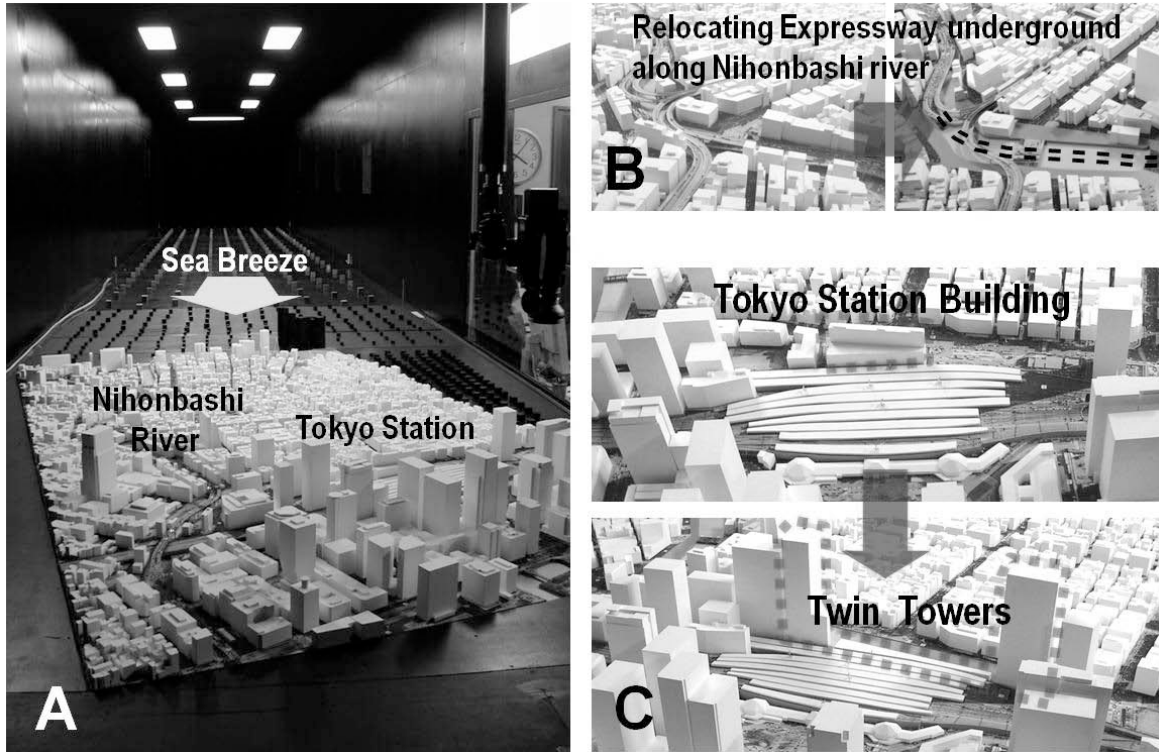 Sea Breeze
Nihonbashi
River
Tokyo Station
A
Relocating Expressway underground
along Nihonbashi river
B
Tokyo Station Building
Twin Towers
C